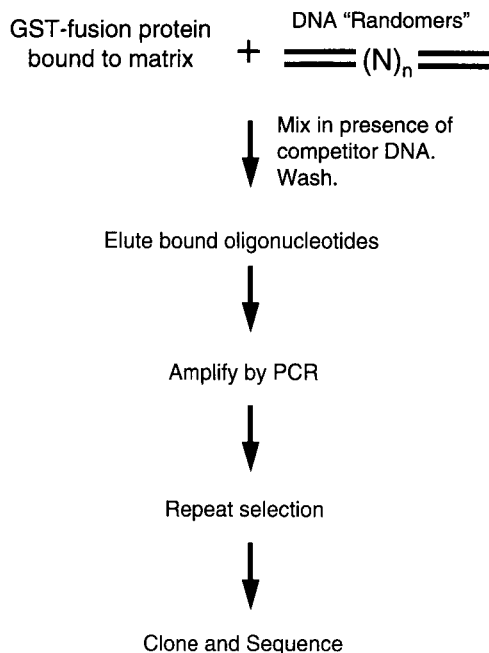 GST-fusion protein
bound to matrix
+
DNA “Randomers”
(N)n
Mix in presence of
competitor DNA.
Wash.
Elute bound oligonucleotides
Amplify by PCR
Repeat selection
Clone and Sequence